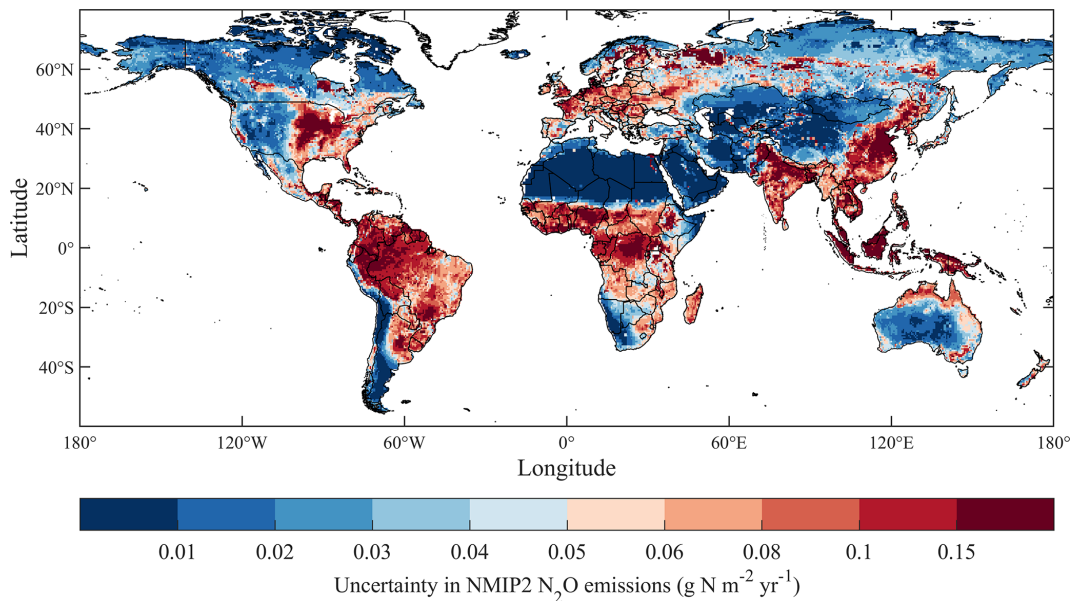 60°N
40°N
20°N
0°
20°S
40°S
Latitude
180° 120°W 60°W 0° 60°E 120°E 180°
Longitude
0.01 0.02 0.03 0.04 0.05 0.06 0.08 0.1 0.15
Uncertainty in NMIP2 N₂O emissions (g N m⁻² yr⁻¹)